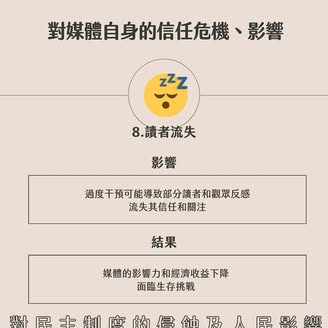 對媒體自身的信任危機、影響
zzZ
8.讀者流失
影響
過度干預可能導致部分讀者和觀眾反感
流失其信任和關注
結果
媒體的影響力和經濟收益下降
面臨生存挑戰
對民主制度的侵蝕及人民影響